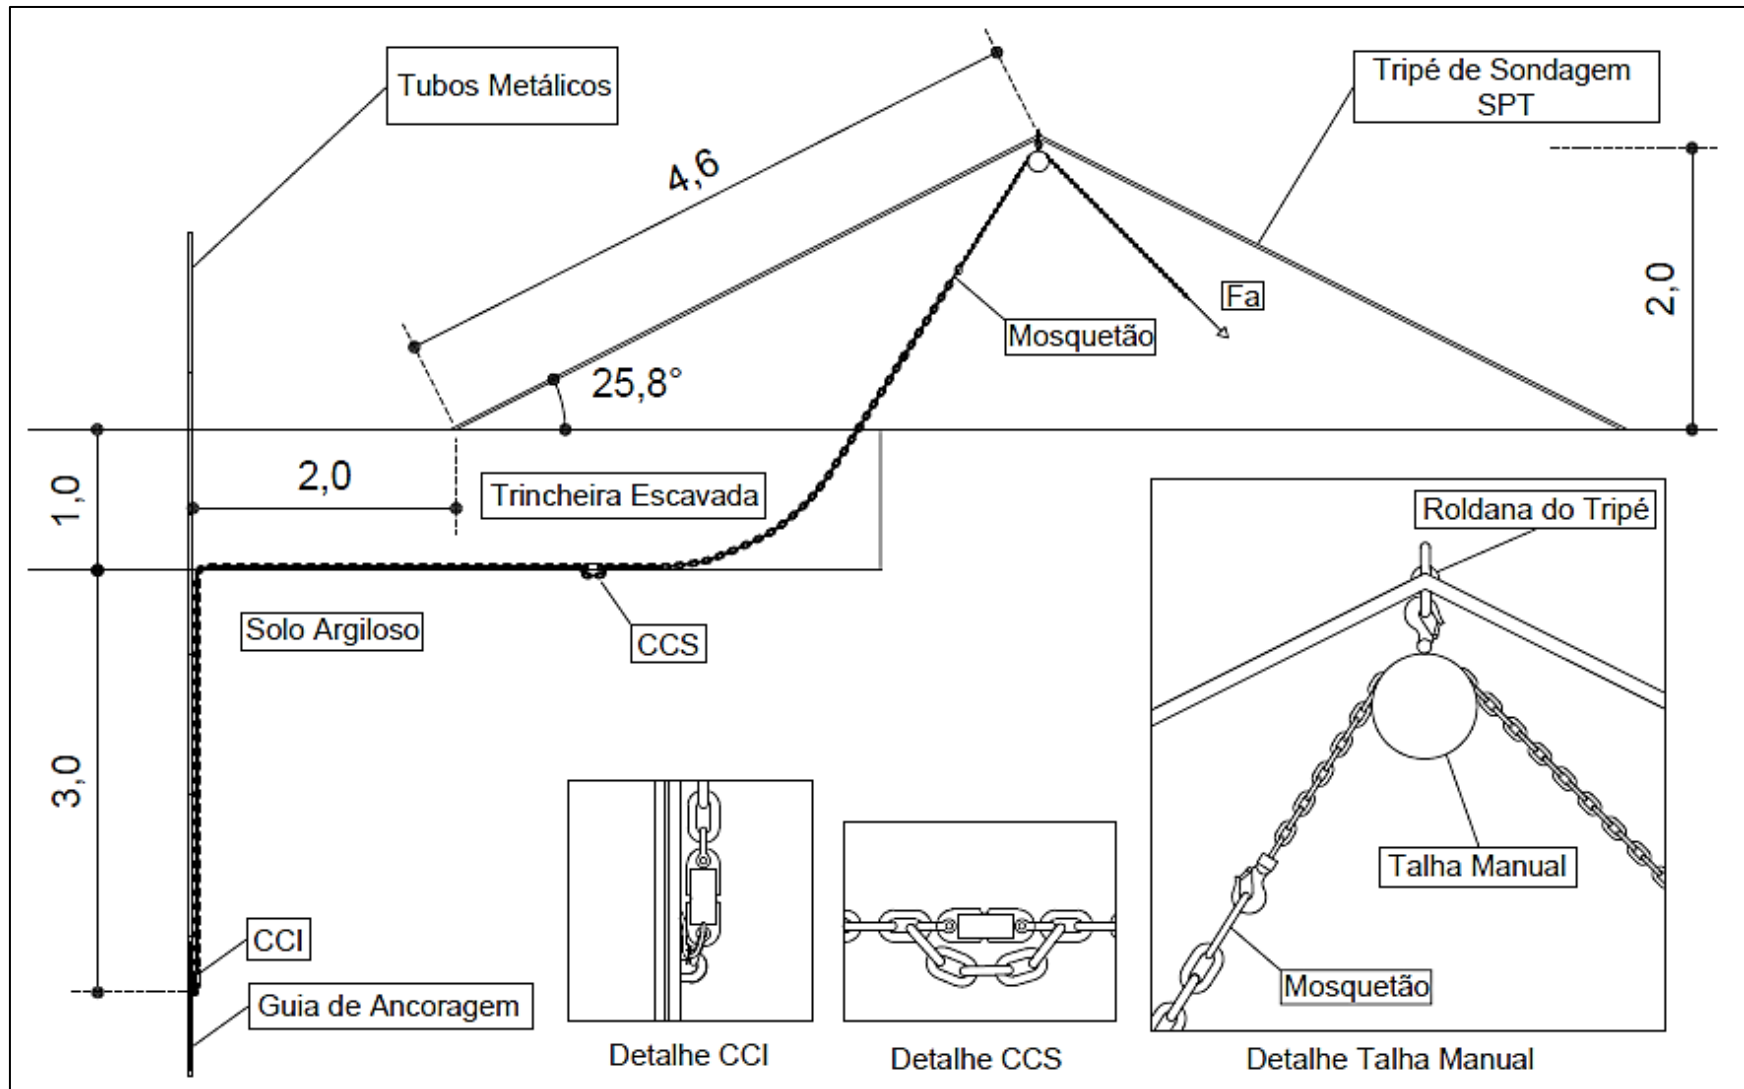 Tubos Metálicos
Tripé de Sondagem
SPT
4,6
2,0
Fa
Mosquetão
25,8°
1,0
2,0
Trincheira Escavada
Roldana do Tripé
Solo Argiloso
CCS
3,0
Talha Manual
CCI
Guia de Ancoragem
Mosquetão
Detalhe CCI
Detalhe CCS
Detalhe Talha Manual